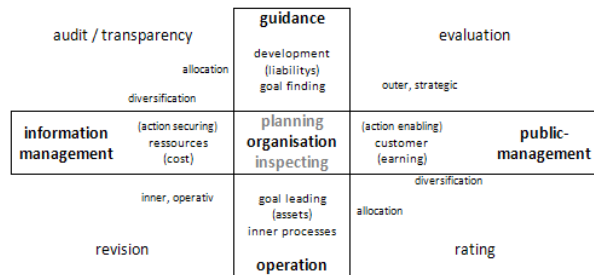 guidance
audit / transparency
evaluation
development
allocation
(liabilitys)
goal finding
outer, strategic
diversification
information
management
(action securing)
ressources
(cost)
planning
organisation
inspecting
(action enabling)
customer
(earning)
public-
management
diversification
inner, operativ
goal leading
(assets)
inner processes
allocation
revision
rating
operation